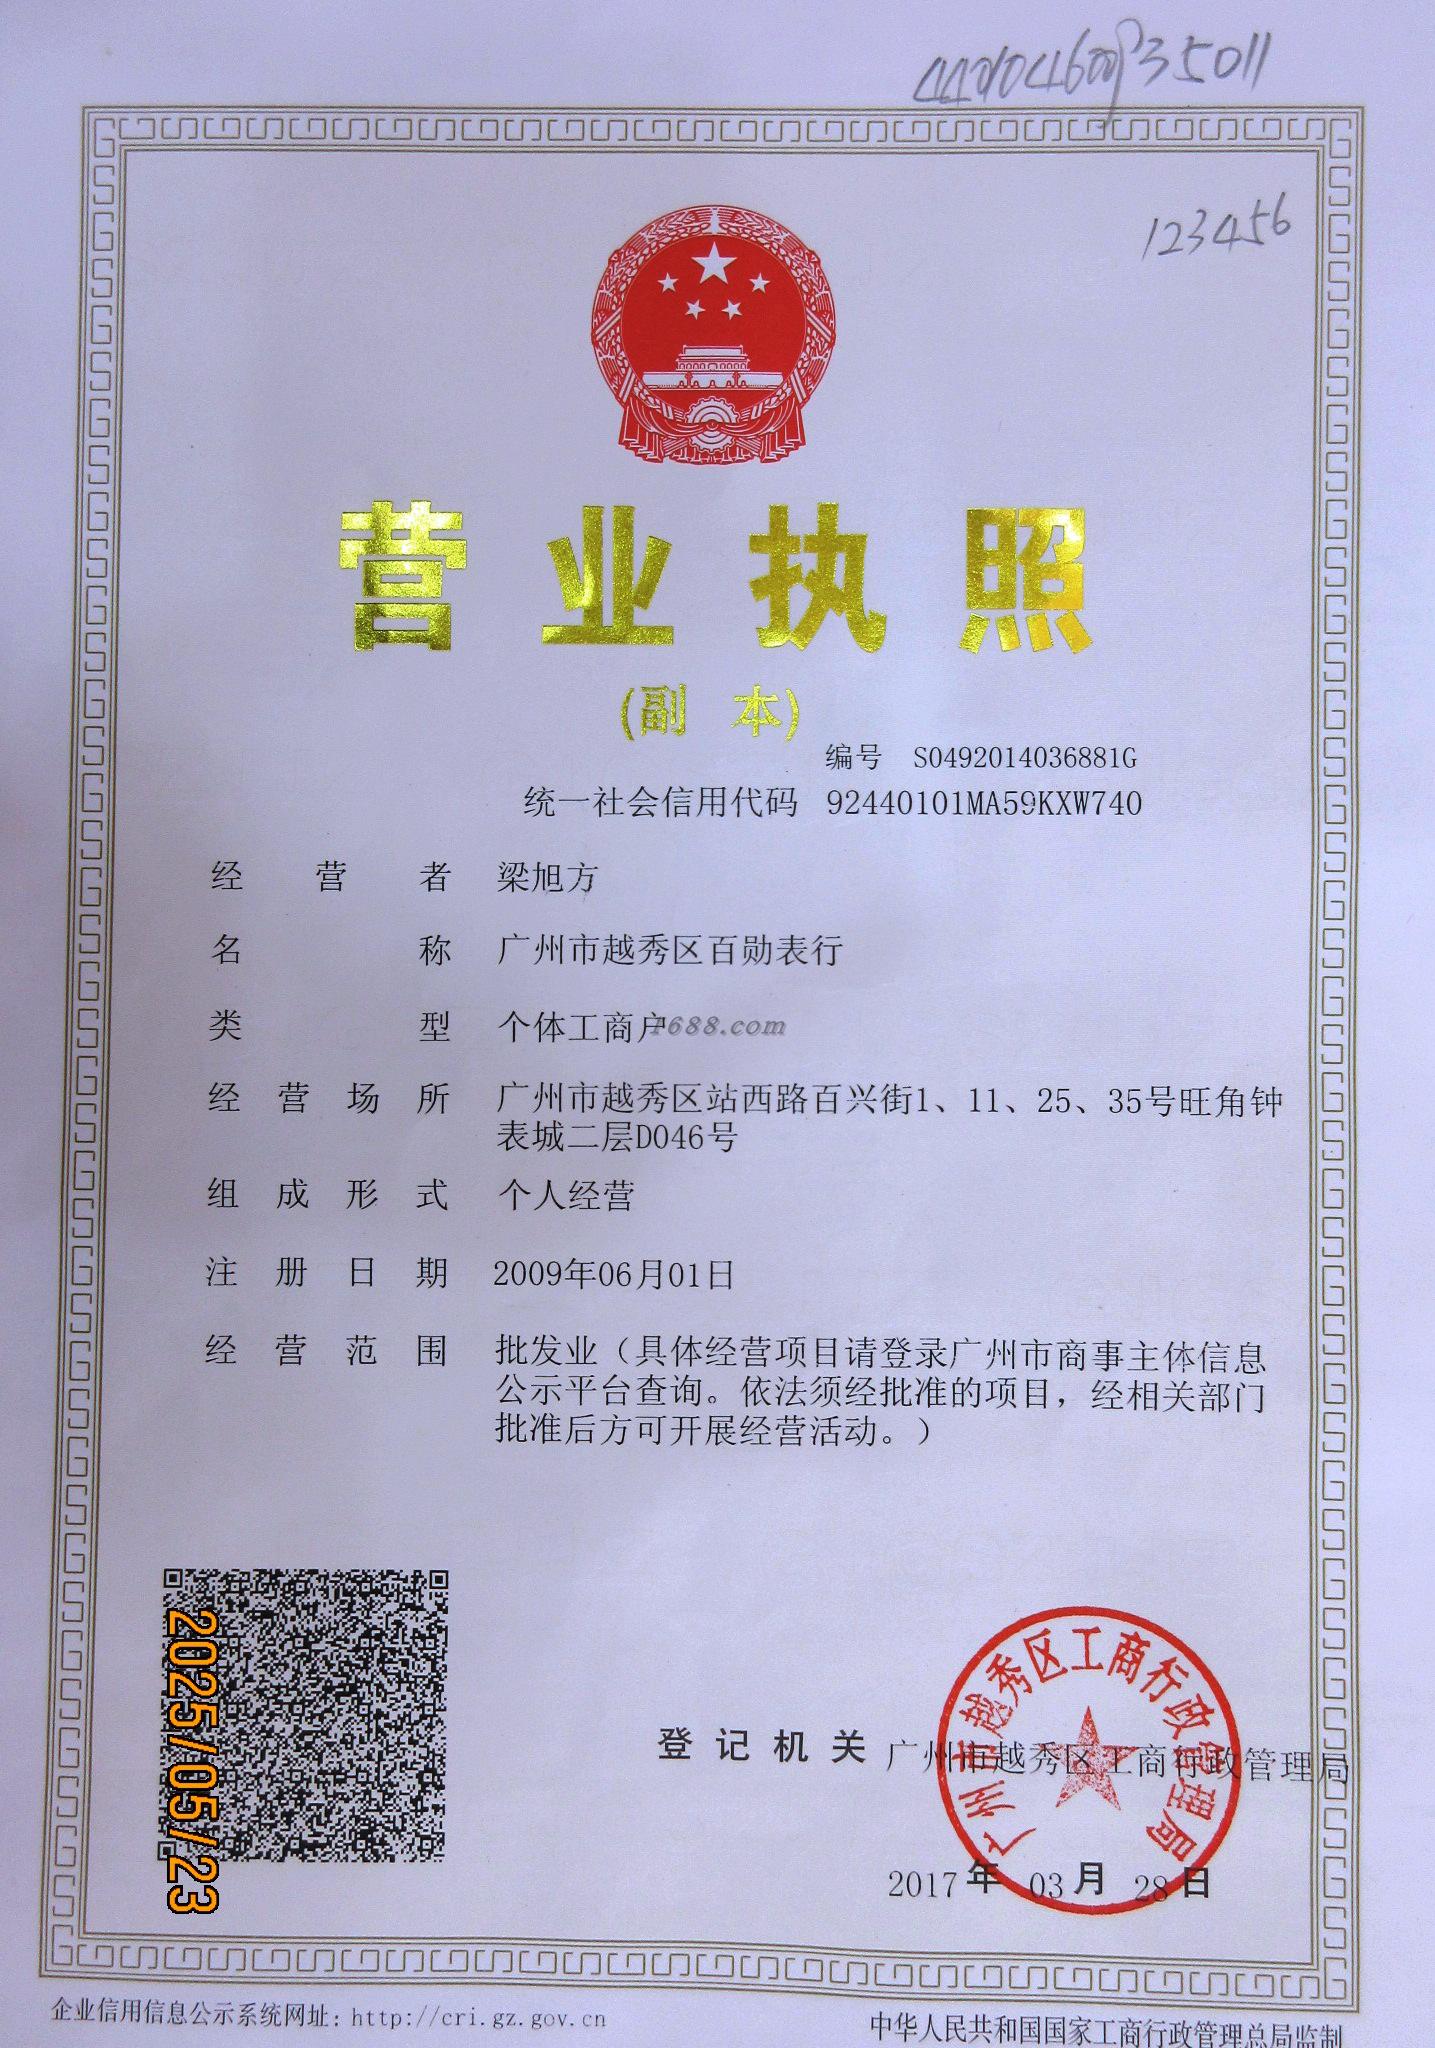 123456
营业执照
(副 本)
编号 S0492014036881G
统一社会信用代码 92440101MA59KXW740
经营者 梁旭方
名称 广州市越秀区百勋表行
类型 个体工商户
1688.com
经营场所 广州市越秀区站西路百兴街1、11、25、35号旺角钟
表城二层D046号
组成形式 个人经营
注册日期 2009年06月01日
经营范围 批发业（具体经营项目请登录广州市商事主体信息
公示平台查询。依法须经批准的项目，经相关部门
批准后方可开展经营活动。）
2025/05/23
广州市越秀区工商行政管理局
登记机关 广州市越秀区工商行政管理局
2017年03月28日
企业信用信息公示系统网址：http://cri.gz.gov.cn
中华人民共和国国家工商行政管理总局监制